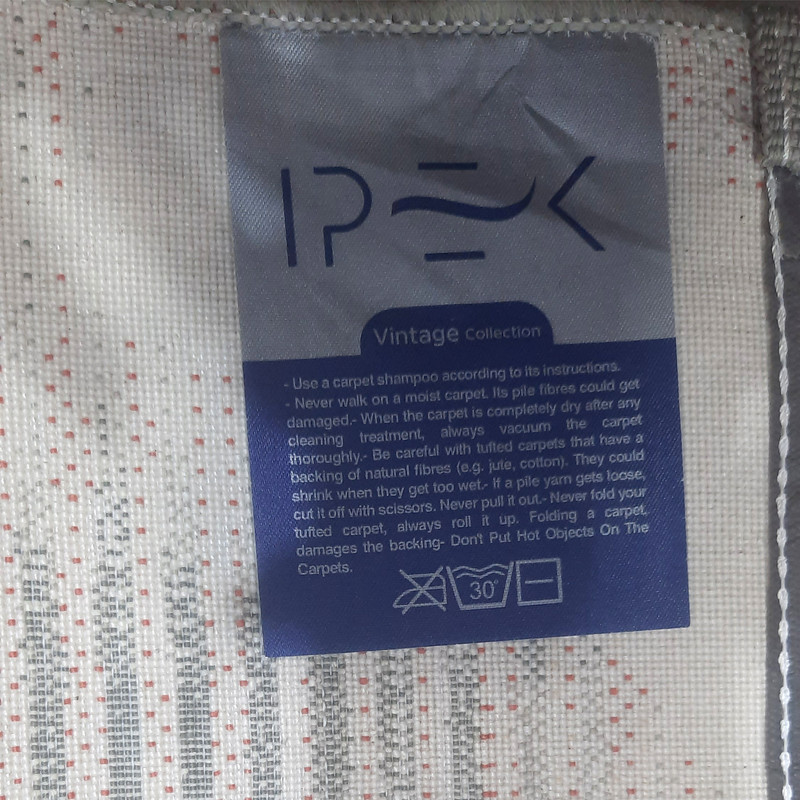 IPEK
Vintage Collection
- Use a carpet shampoo according to its instructions.
- Never walk on a moist carpet. Its pile fibres could get
damaged.- When the carpet is completely dry after any
cleaning treatment, always vacuum the carpet
thoroughly.- Be careful with tufted carpets that have a
backing of natural fibres (e.g. jute, cotton). They could
shrink when they get too wet.- If a pile yarn gets loose,
cut it off with scissors. Never pull it out.- Never fold your
tufted carpet, always roll it up. Folding a carpet,
damages the backing- Don't Put Hot Objects On The
Carpets.
30°